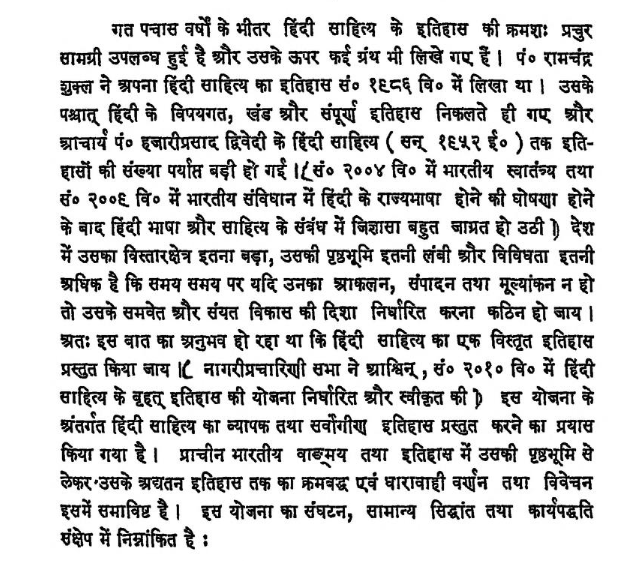 गत पचास वर्षों के भीतर हिंदी साहित्य के इतिहास की क्रमशः प्रचुर
सामग्री उपलब्ध हुई है और उसके ऊपर कई ग्रंथ भी लिखे गए हैं। पं० रामचंद्र
शुक्ल ने अपना हिंदी साहित्य का इतिहास सं० १९८६ वि० में लिखा था। उसके
पश्चात् हिंदी के विषयगत, खंड और संपूर्ण इतिहास निकलते ही गए और
आचार्य पं० हजारीप्रसाद द्विवेदी के हिंदी साहित्य ( सन् १९५२ ई० ) तक इति-
हासों की संख्या पर्याप्त बड़ी हो गई। (सं० २००४ वि० में भारतीय स्वातंत्र्य तथा
सं० २००६ वि० में भारतीय संविधान में हिंदी के राज्यभाषा होने की घोषणा होने
के बाद हिंदी भाषा और साहित्य के संबंध में जिज्ञासा बहुत जाग्रत हो उठी।) देश
में उसका विस्तारक्षेत्र इतना बड़ा, उसकी पृष्ठभूमि इतनी लंबी और विविधता इतनी
अधिक है कि समय समय पर यदि उनका आकलन, संपादन तथा मूल्यांकन न हो
तो उसके समवेत और संयत विकास की दिशा निर्धारित करना कठिन हो जाय।
अतः इस बात का अनुभव हो रहा था कि हिंदी साहित्य का एक विस्तृत इतिहास
प्रस्तुत किया जाय। ( नागरीप्रचारिणी सभा ने आश्विन, सं० २०१० वि० में हिंदी
साहित्य के बृहत् इतिहास की योजना निर्धारित और स्वीकृत की।) इस योजना के
अंतर्गत हिंदी साहित्य का व्यापक तथा सर्वांगीण इतिहास प्रस्तुत करने का प्रयास
किया गया है। प्राचीन भारतीय वाङ्मय तथा इतिहास में उसकी पृष्ठभूमि से
लेकर उसके अद्यतन इतिहास तक का क्रमबद्ध एवं धारावाही वर्णन तथा विवेचन
इसमें समाविष्ट है। इस योजना का संघटन, सामान्य सिद्धांत तथा कार्यपद्धति
संक्षेप में निम्नांकित है :